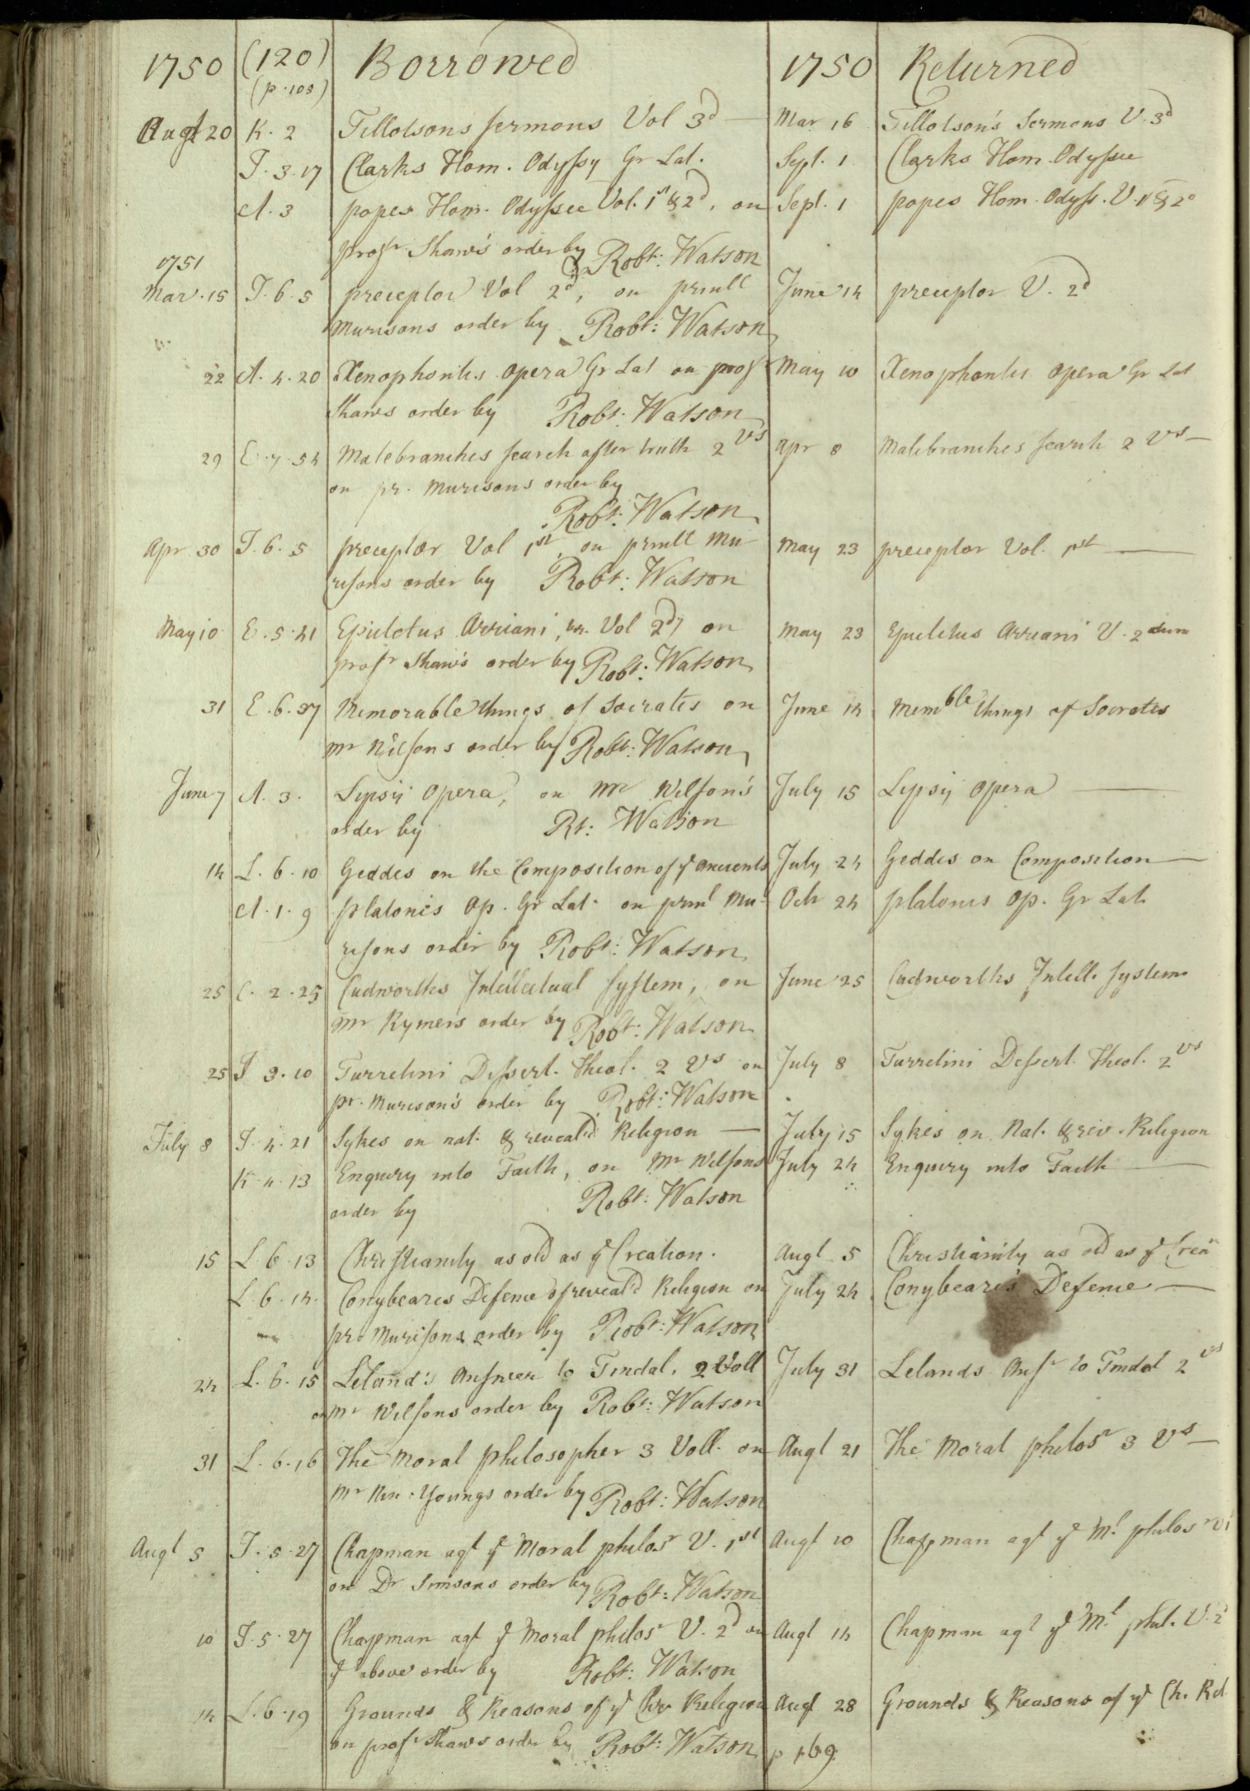 1750 (120) Borrowed 1750 Returned
(p. 108)
Augt 20 K. 2 Tillotsons sermons Vol 3d — Mar 16 Tillotson's Sermons V. 3d
T. 3. 17 Clarks Hom. Odyssy Gr Lat. Sept. 1 Clarks Hom. Odyssee
A. 3 popes Hom. Odyssee Vol. 1st & 2d, on Sept. 1 popes Hom. Odyss. V. 1st & 2d
profr Shaw's order by Robt: Watson
1751
Mar. 15 T. 6. 5 preceptor Vol 2d, on prinll June 14 preceptor V. 2d
Murisons order by Robt: Watson
22 A. 4. 20 Xenophontis opera Gr Lat on profr May 10 Xenophontis opera Gr Lat
Shaws order by Robt: Watson
29 E. 7. 54 Malebranches search after truth 2 Vs apr 8 Malebranches search 2 Vs —
on pr. Murisons order by
Robt: Watson
Apr 30 T. 6. 5 preceptor Vol 1st, on prinll Mu- May 23 preceptor Vol. 1st —
risons order by Robt: Watson
May 10 E. 5. 41 Epictetus Arriani, Vol 2d, on May 23 Epictetus Arriani V. 2dum
profr Shaw's order by Robt: Watson
31 E. 6. 37 Memorable things of Socrates on June 14 Memble things of Socrates
Mr Wilsons order by Robt: Watson
June 7 A. 3. Lipsij Opera, on Mr Wilson's July 15 Lipsij opera —
order by Rt: Watson
14 L. 6. 10 Geddes on the Composition of ye ancients July 24 Geddes on Composition —
A. 1. 9 platonis Op. Gr Lat. on prinl Mu- Octr 24 platonis op. Gr Lat.
risons order by Robt: Watson
25 C. 2. 25 Cudworths Intellectual system, on June 25 Cudworths Intell. system
Mr Rymers order by Robt: Watson
25 T 3. 10 Turretini Dissert. theol. 2 Vs on July 8 Turretini Dissert. theol. 2 Vs
pr. Murison's order by Robt: Watson
July 8 T. 4. 21 Sykes on nat. & reveal'd Religion — July 15 Sykes on Nat. & rev. Religion
K 4. 13 Enquiry into Faith, on Mr Wilsons July 24 Enquiry into Faith —
order by Robt: Watson
15 L 6. 13 Christianity as old as ye Creation. Augt 5 Christianity as old as ye Crean
L. 6. 14 Conybeares Defence of reveal'd Religion on July 24 Conybeare's Defence —
pr. Murisons order by Robt: Watson
24 L. 6. 15 Leland's Answer to Tindal, 2 Voll July 31 Lelands Ansr to Tindal 2 vs
on Mr Wilsons order by Robt: Watson
31 L. 6. 16 The Moral philosopher 3 Voll. on Augt 21 The Moral philosr 3 Vs —
Mr Youngs order by Robt: Watson
Augt 5 T. 5. 27 Chapman agt ye Moral philosr V. 1st Augt 10 Chapman agt ye Ml philosr V 1
on Dr Simsons order by Robt: Watson
10 T. 5. 27 Chapman agt ye Moral philosr V. 2d on Augt 14 Chapman agt ye Ml phil. V. 2
ye above order by Robt: Watson
14 L. 6. 19 Grounds & Reasons of ye Chr Religion Augt 28 Grounds & Reasons of ye Ch. Rel
on profr Shaws order by Robt: Watson p 169